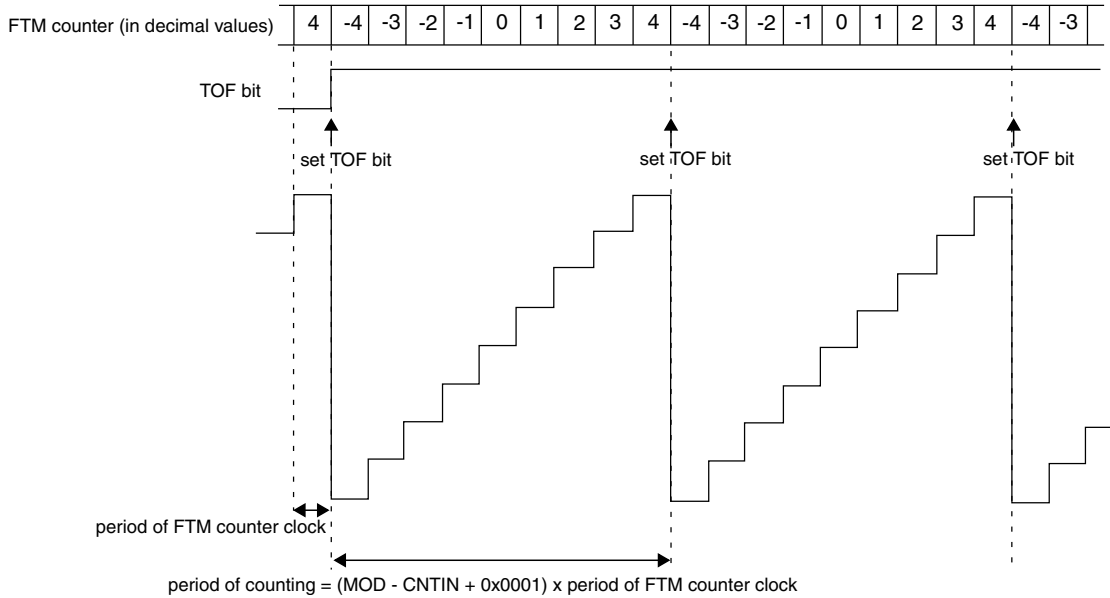 FTM counter (in decimal values) 4 -4 -3 -2 -1 0 1 2 3 4 -4 -3 -2 -1 0 1 2 3 4 -4 -3
TOF bit
set TOF bit set TOF bit set TOF bit
period of FTM counter clock
period of counting = (MOD - CNTIN + 0x0001) x period of FTM counter clock